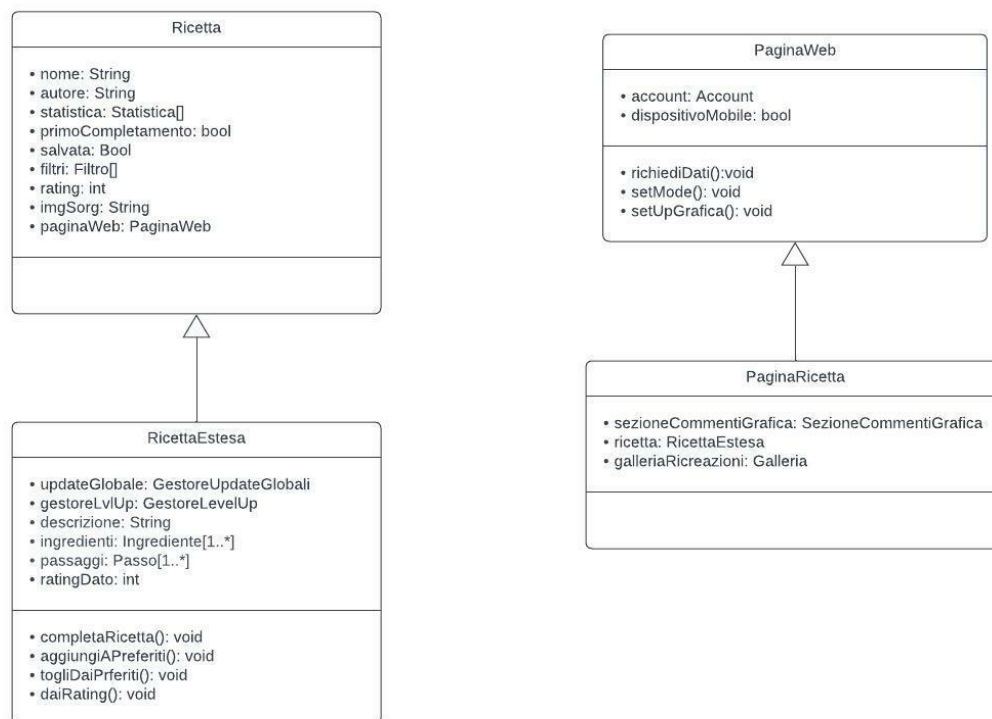 Ricetta
• nome: String
• autore: String
• statistica: Statistica[]
• primoCompletamento: bool
• salvata: Bool
• filtri: Filtro[]
• rating: int
• imgSorg: String
• paginaWeb: PaginaWeb
RicettaEstesa
• updateGlobale: GestoreUpdateGlobali
• gestoreLvlUp: GestoreLevelUp
• descrizione: String
• ingredienti: Ingrediente[1..*]
• passaggi: Passo[1..*]
• ratingDato: int
• completaRicetta(): void
• aggiungiAPreferiti(): void
• togliDaiPrferiti(): void
• daiRating(): void
PaginaWeb
• account: Account
• dispositivoMobile: bool
• richiediDati():void
• setMode(): void
• setUpGrafica(): void
PaginaRicetta
• sezioneCommentiGrafica: SezioneCommentiGrafica
• ricetta: RicettaEstesa
• galleriaRicreazioni: Galleria